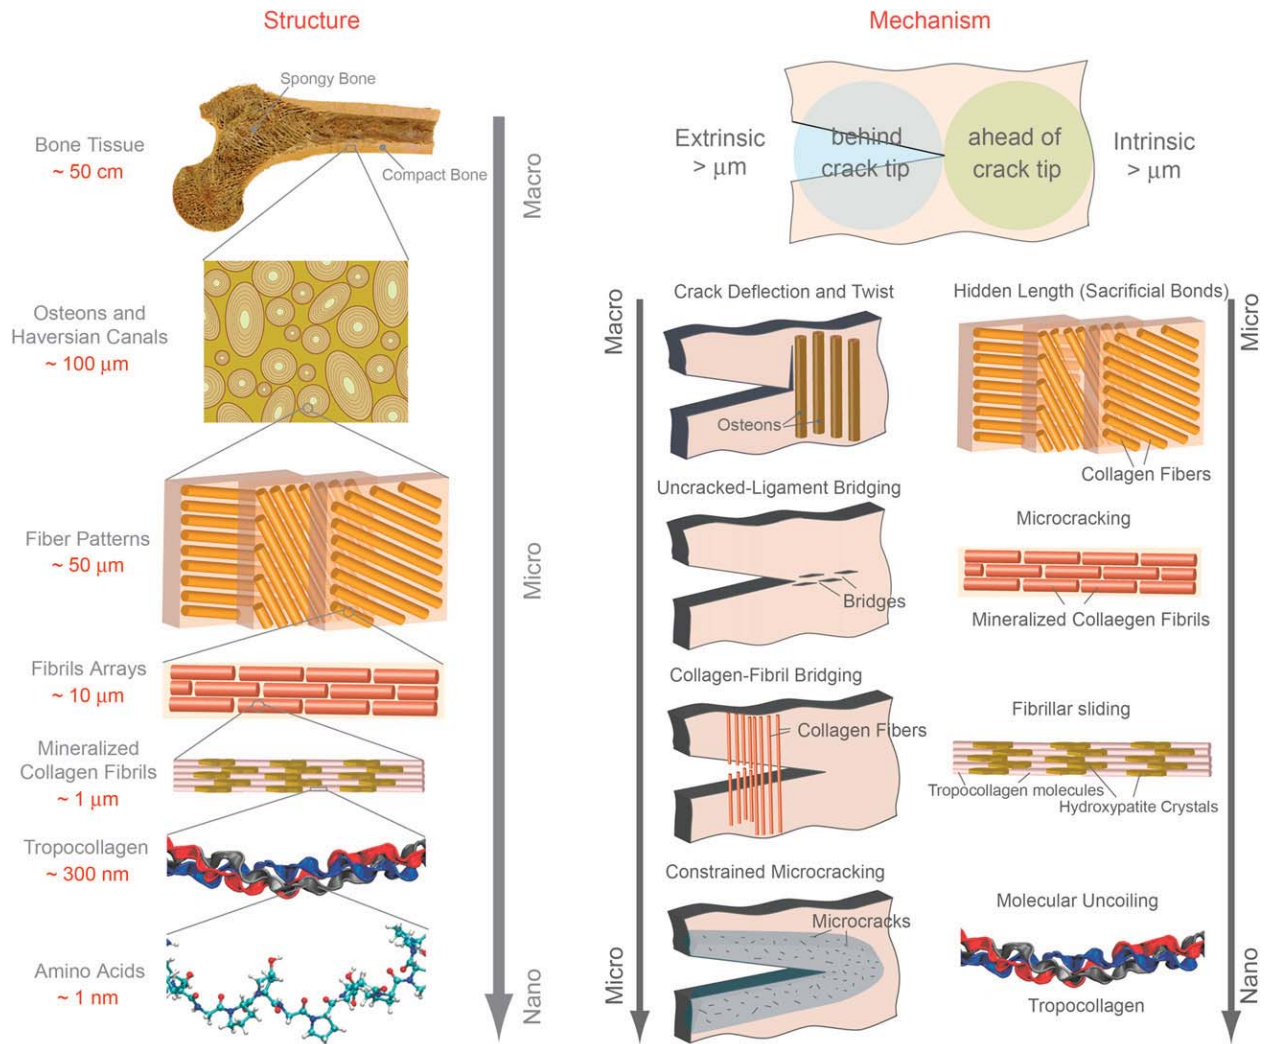 Structure
Spongy Bone
Bone Tissue
~ 50 cm
Compact Bone
Macro
Osteons and
Haversian Canals
~ 100 μm
Fiber Patterns
~ 50 μm
Micro
Fibrils Arrays
~ 10 μm
Mineralized
Collagen Fibrils
~ 1 μm
Tropocollagen
~ 300 nm
Amino Acids
~ 1 nm
Nano
Mechanism
Extrinsic
> μm
behind
crack tip
ahead of
crack tip
Intrinsic
> μm
Macro
Crack Deflection and Twist
Osteons
Uncracked-Ligament Bridging
Bridges
Collagen-Fibril Bridging
Collagen Fibers
Constrained Microcracking
Microcracks
Micro
Hidden Length (Sacrificial Bonds)
Micro
Collagen Fibers
Microcracking
Mineralized Collaegen Fibrils
Fibrillar sliding
Tropocollagen molecules
Hydroxypatite Crystals
Molecular Uncoiling
Tropocollagen
Nano